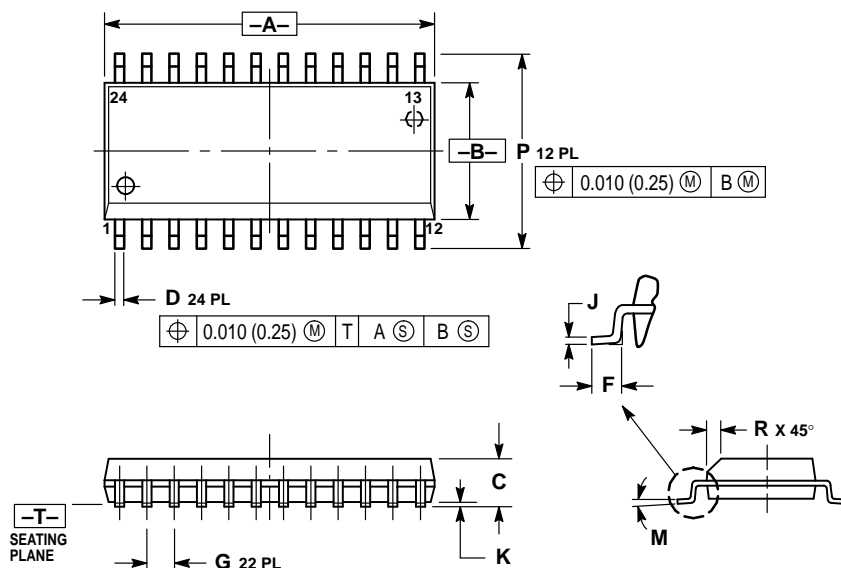 –A–
24
13
–B–
P 12 PL
⌖ 0.010 (0.25) Ⓜ B Ⓜ
1
12
D 24 PL
⌖ 0.010 (0.25) Ⓜ T A Ⓢ B Ⓢ
J
F
R X 45°
C
–T–
SEATING
PLANE
M
K
G 22 PL